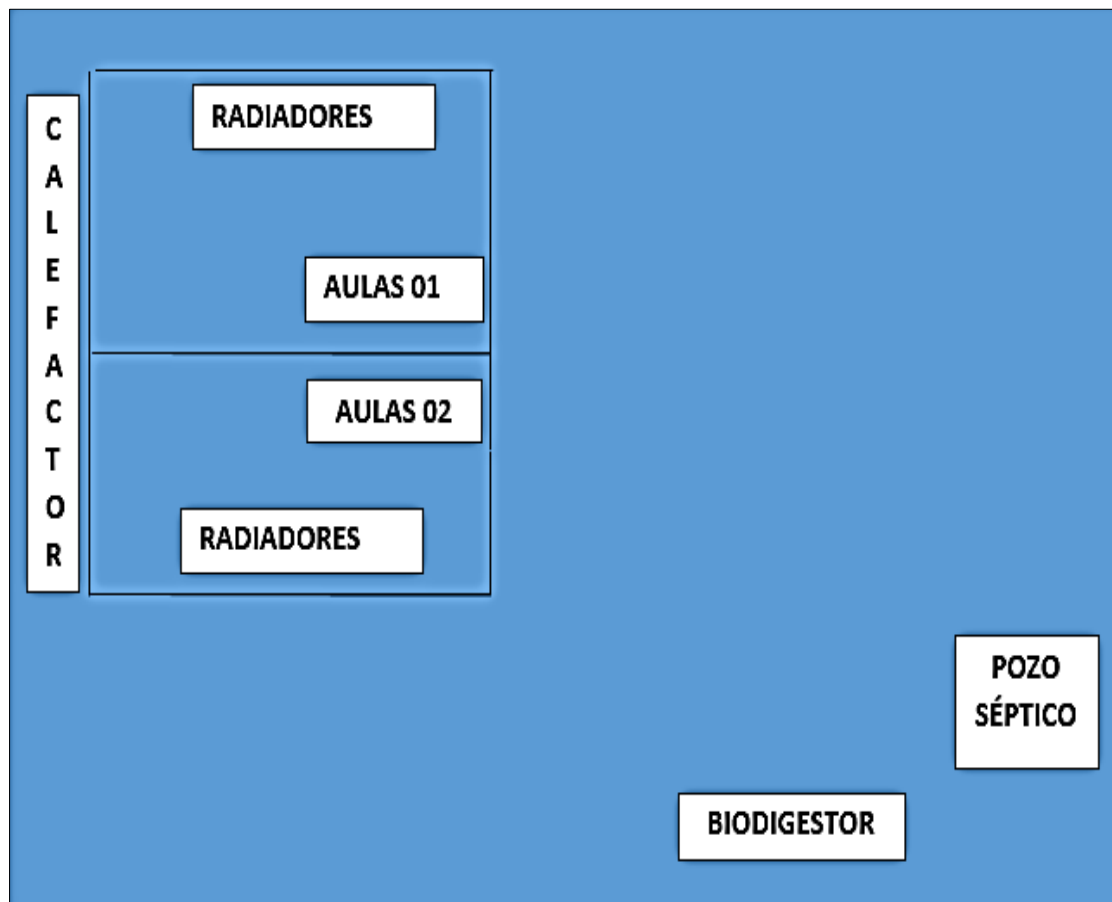 CALEFACTOR
RADIADORES
AULAS 01
AULAS 02
RADIADORES
POZO
SÉPTICO
BIODIGESTOR